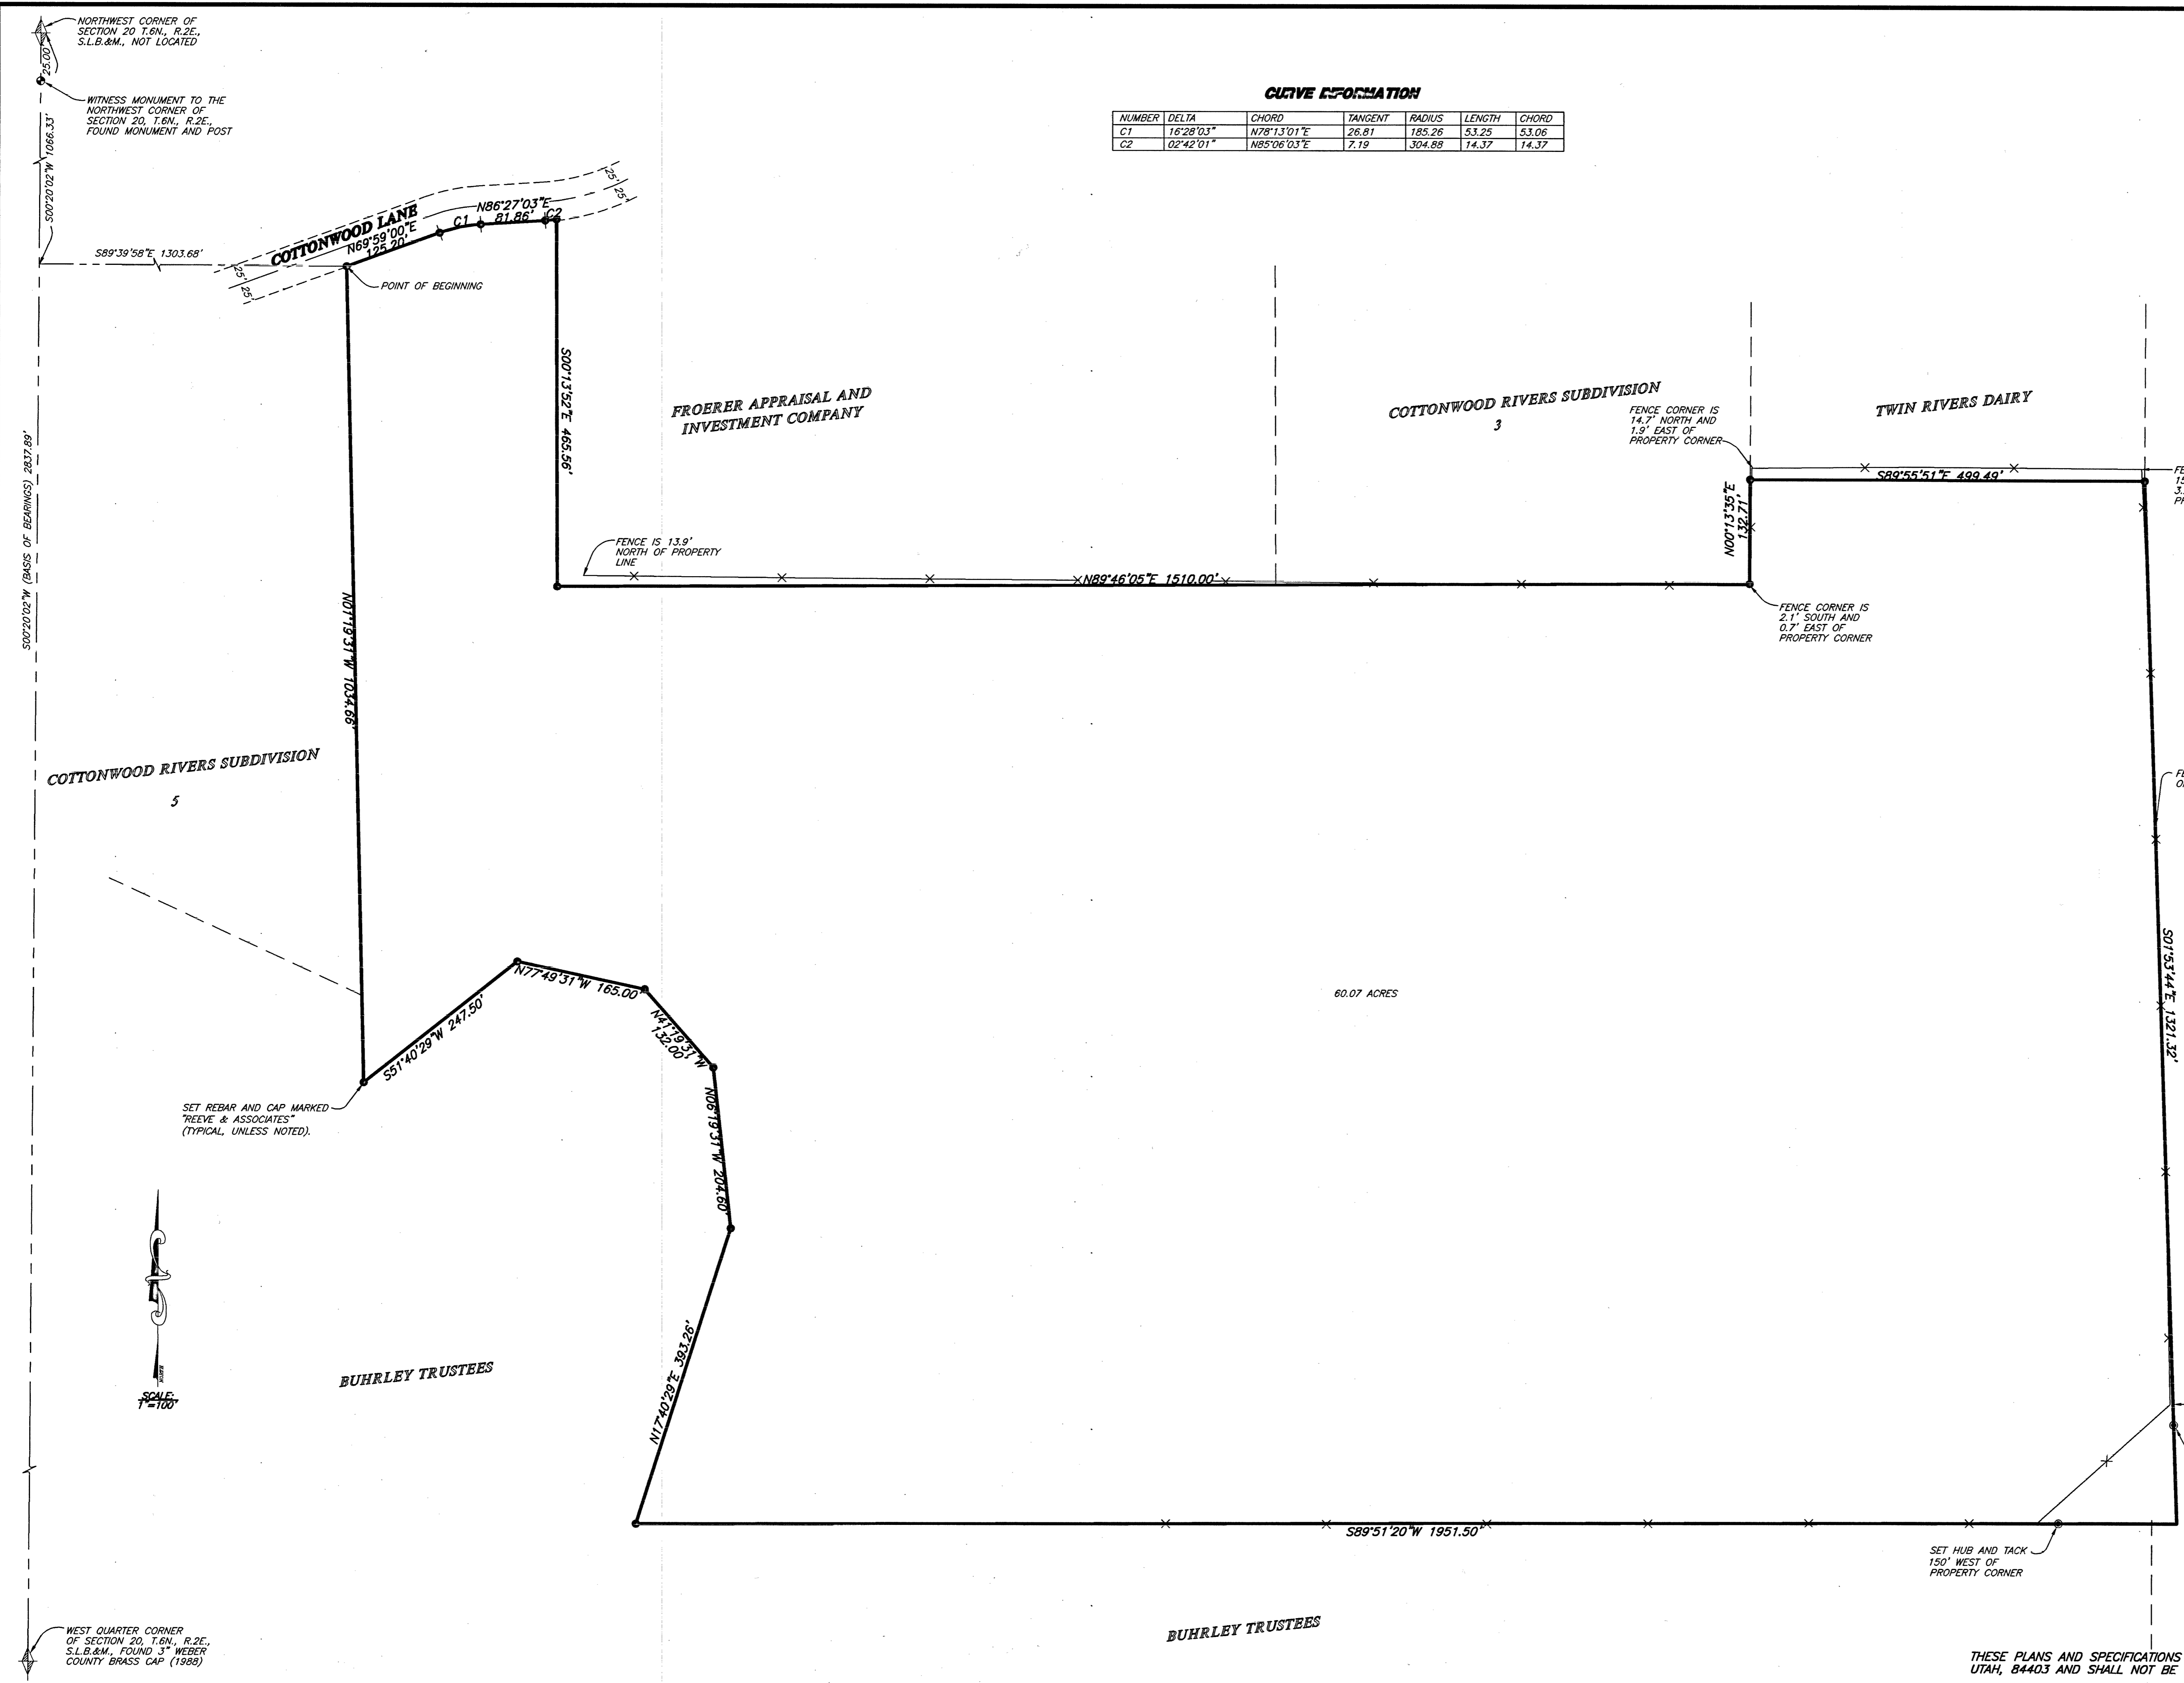 NORTHWEST CORNER OF
SECTION 20 T.6N., R.2E.,
S.L.B.&M., NOT LOCATED
25.00'
WITNESS MONUMENT TO THE
NORTHWEST CORNER OF
SECTION 20, T.6N., R.2E.,
FOUND MONUMENT AND POST
S00°20'02"W 1066.33'
CURVE INFORMATION
NUMBER DELTA CHORD TANGENT RADIUS LENGTH CHORD
C1 16°28'03" N78°13'01"E 26.81 185.26 53.25 53.06
C2 02°42'01" N85°06'03"E 7.19 304.88 14.37 14.37
25' 25'
N86°27'03"E
81.86'
C1
C2
COTTONWOOD LANE
N69°59'00"E
125.20'
S89°39'58"E 1303.68'
25' 25'
POINT OF BEGINNING
S00°13'52"E 465.56'
FROERER APPRAISAL AND
INVESTMENT COMPANY
COTTONWOOD RIVERS SUBDIVISION
3
FENCE CORNER IS
14.7' NORTH AND
1.9' EAST OF
PROPERTY CORNER
TWIN RIVERS DAIRY
S89°55'51"E 499.49'
FE
15
3.
PR
N00°13'35"E
132.71'
S00°20'02"W (BASIS OF BEARINGS) 2837.89'
FENCE IS 13.9'
NORTH OF PROPERTY
LINE
N89°46'05"E 1510.00'
FENCE CORNER IS
2.1' SOUTH AND
0.7' EAST OF
PROPERTY CORNER
N01°19'31"W 1034.66'
COTTONWOOD RIVERS SUBDIVISION
5
FE
O
N77°49'31"W 165.00'
60.07 ACRES
S01°53'44"E 1321.32'
S51°40'29"W 247.50'
N41°19'31"W
132.00'
SET REBAR AND CAP MARKED
"REEVE & ASSOCIATES"
(TYPICAL, UNLESS NOTED).
N06°19'31"W 204.60'
SCALE:
1"=100'
BUHRLEY TRUSTEES
N17°40'29"E 393.26'
S89°51'20"W 1951.50'
SET HUB AND TACK
150' WEST OF
PROPERTY CORNER
BUHRLEY TRUSTEES
WEST QUARTER CORNER
OF SECTION 20, T.6N., R.2E.,
S.L.B.&M., FOUND 3" WEBER
COUNTY BRASS CAP (1988)
THESE PLANS AND SPECIFICATIONS
UTAH, 84403 AND SHALL NOT BE